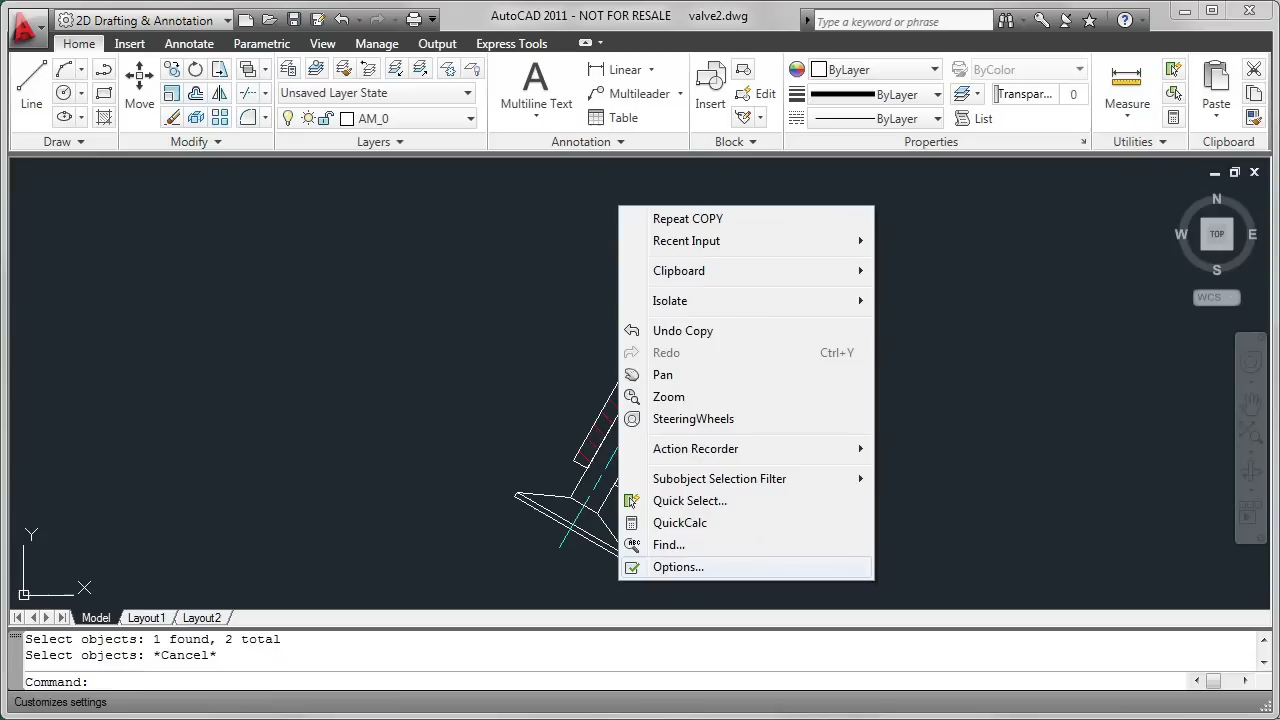 2D Drafting & Annotation
AutoCAD 2011 - NOT FOR RESALE valve2.dwg
Type a keyword or phrase
Home Insert Annotate Parametric View Manage Output Express Tools
Line
Move
Unsaved Layer State
AM_0
A
Multiline Text
Linear
Multileader
Table
Insert
Edit
ByLayer
ByLayer
ByLayer
ByColor
Transpar... 0
List
Measure
Paste
Draw Modify Layers Annotation Block Properties Utilities Clipboard
N
W TOP E
S
WCS
Repeat COPY
Recent Input
Clipboard
Isolate
Undo Copy
Redo Ctrl+Y
Pan
Zoom
SteeringWheels
Action Recorder
Subobject Selection Filter
Quick Select...
QuickCalc
ABC Find...
Options...
Y
X
Model Layout1 Layout2
Select objects: 1 found, 2 total
Select objects: *Cancel*
Command:
Customizes settings